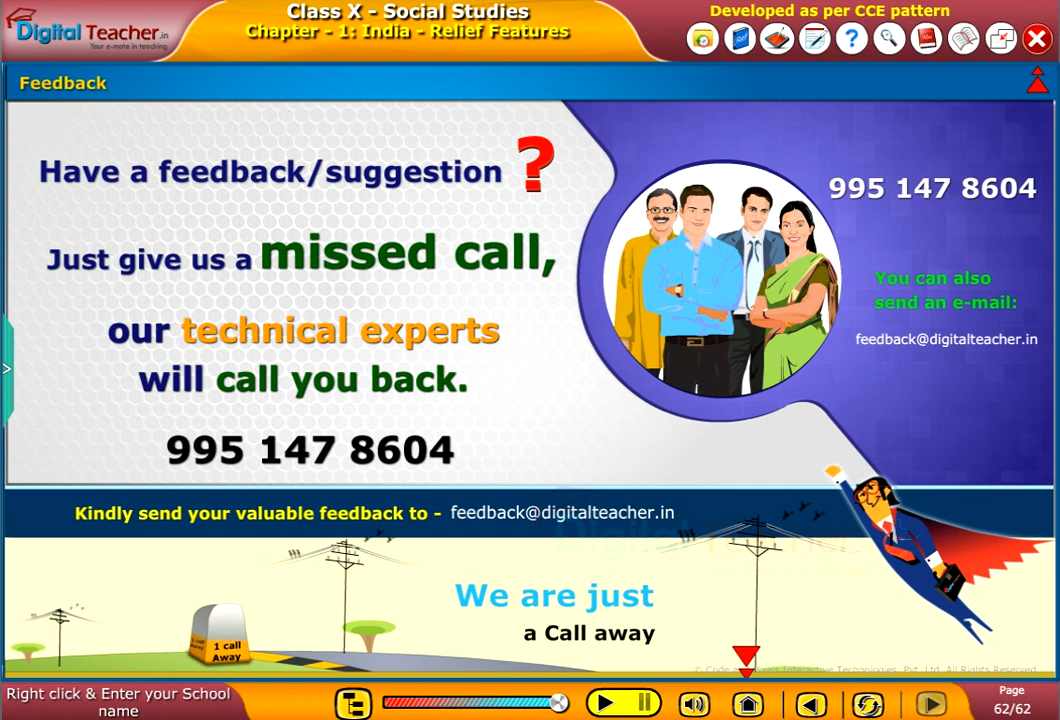 Digital Teacher.in
Your e-mate in teaching
Class X - Social Studies
Chapter - 1: India - Relief Features
Developed as per CCE pattern
Feedback
Have a feedback/suggestion ?
Just give us a missed call,
our technical experts
will call you back.
995 147 8604
995 147 8604
You can also
send an e-mail:
feedback@digitalteacher.in
Kindly send your valuable feedback to - feedback@digitalteacher.in
We are just
a Call away
1 call
Away
Right click & Enter your School
name
Page
62/62